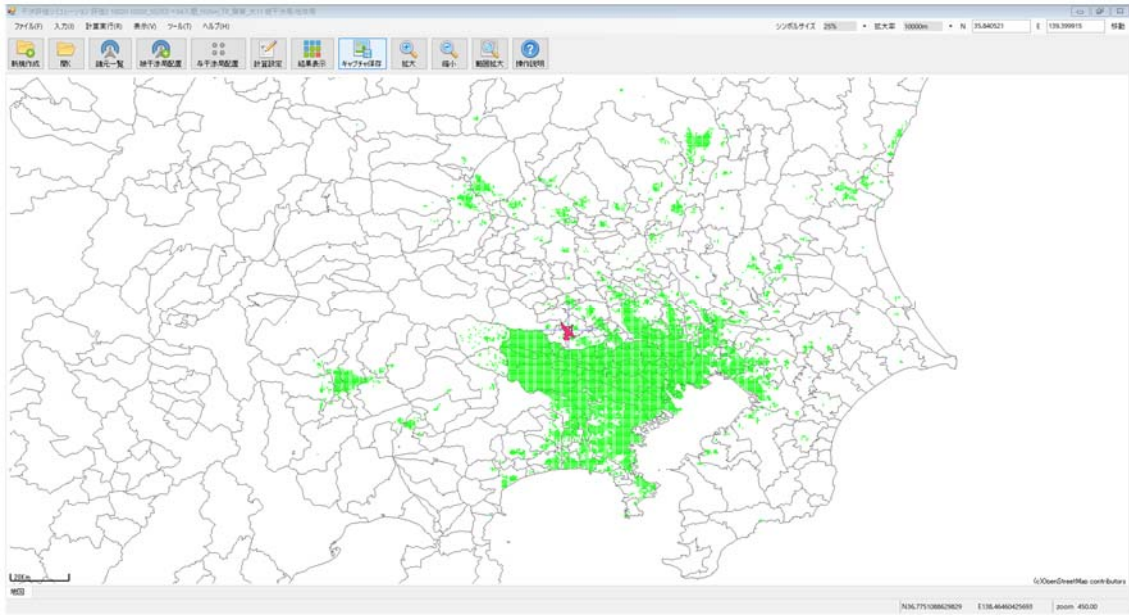 ファイル(F) 入力(I) 計算実行(R) 表示(V) ツール(T) ヘルプ(H)
シンボルサイズ 25% 拡大率 10000m N 35.840521 E 139.399915 移動
新規作成 開く 諸元一覧 被干渉局配置 与干渉局配置 計算設定 結果表示 キャプチャ保存 拡大 縮小 範囲拡大 操作説明
20Km
(c)OpenStreetMap contributors
地図
N36.7751088629829 E138.46460425693 zoom 450.00